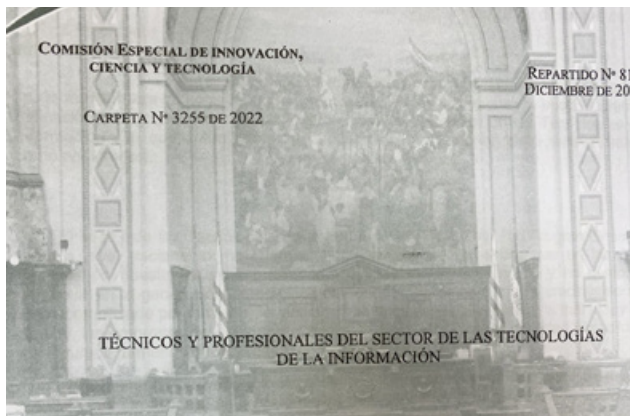 COMISIÓN ESPECIAL DE INNOVACIÓN,
CIENCIA Y TECNOLOGÍA
REPARTIDO Nº 81
DICIEMBRE DE 20
CARPETA Nº 3255 DE 2022
TÉCNICOS Y PROFESIONALES DEL SECTOR DE LAS TECNOLOGÍAS
DE LA INFORMACIÓN